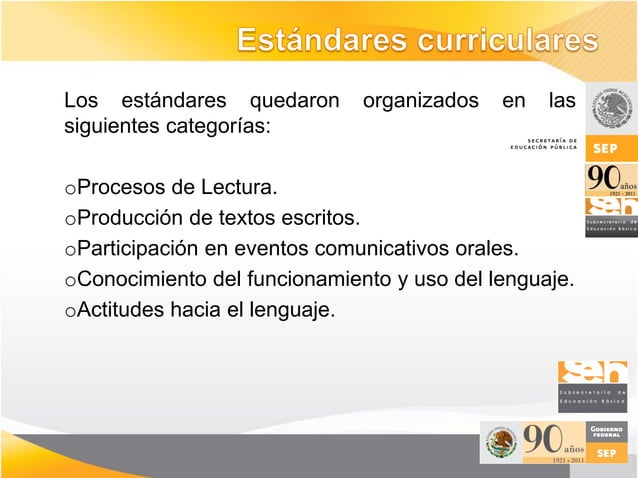 Estándares curriculares
Los estándares quedaron organizados en las
siguientes categorías:
SECRETARÍA DE
EDUCACIÓN PÚBLICA
SEP
90 años
1921 - 2011
oProcesos de Lectura.
oProducción de textos escritos.
oParticipación en eventos comunicativos orales.
oConocimiento del funcionamiento y uso del lenguaje.
oActitudes hacia el lenguaje.
Subsecretaría de
Educación Básica
seb
Subsecretaría de
Educación Básica
90 años
1921 - 2011
GOBIERNO
FEDERAL
SEP